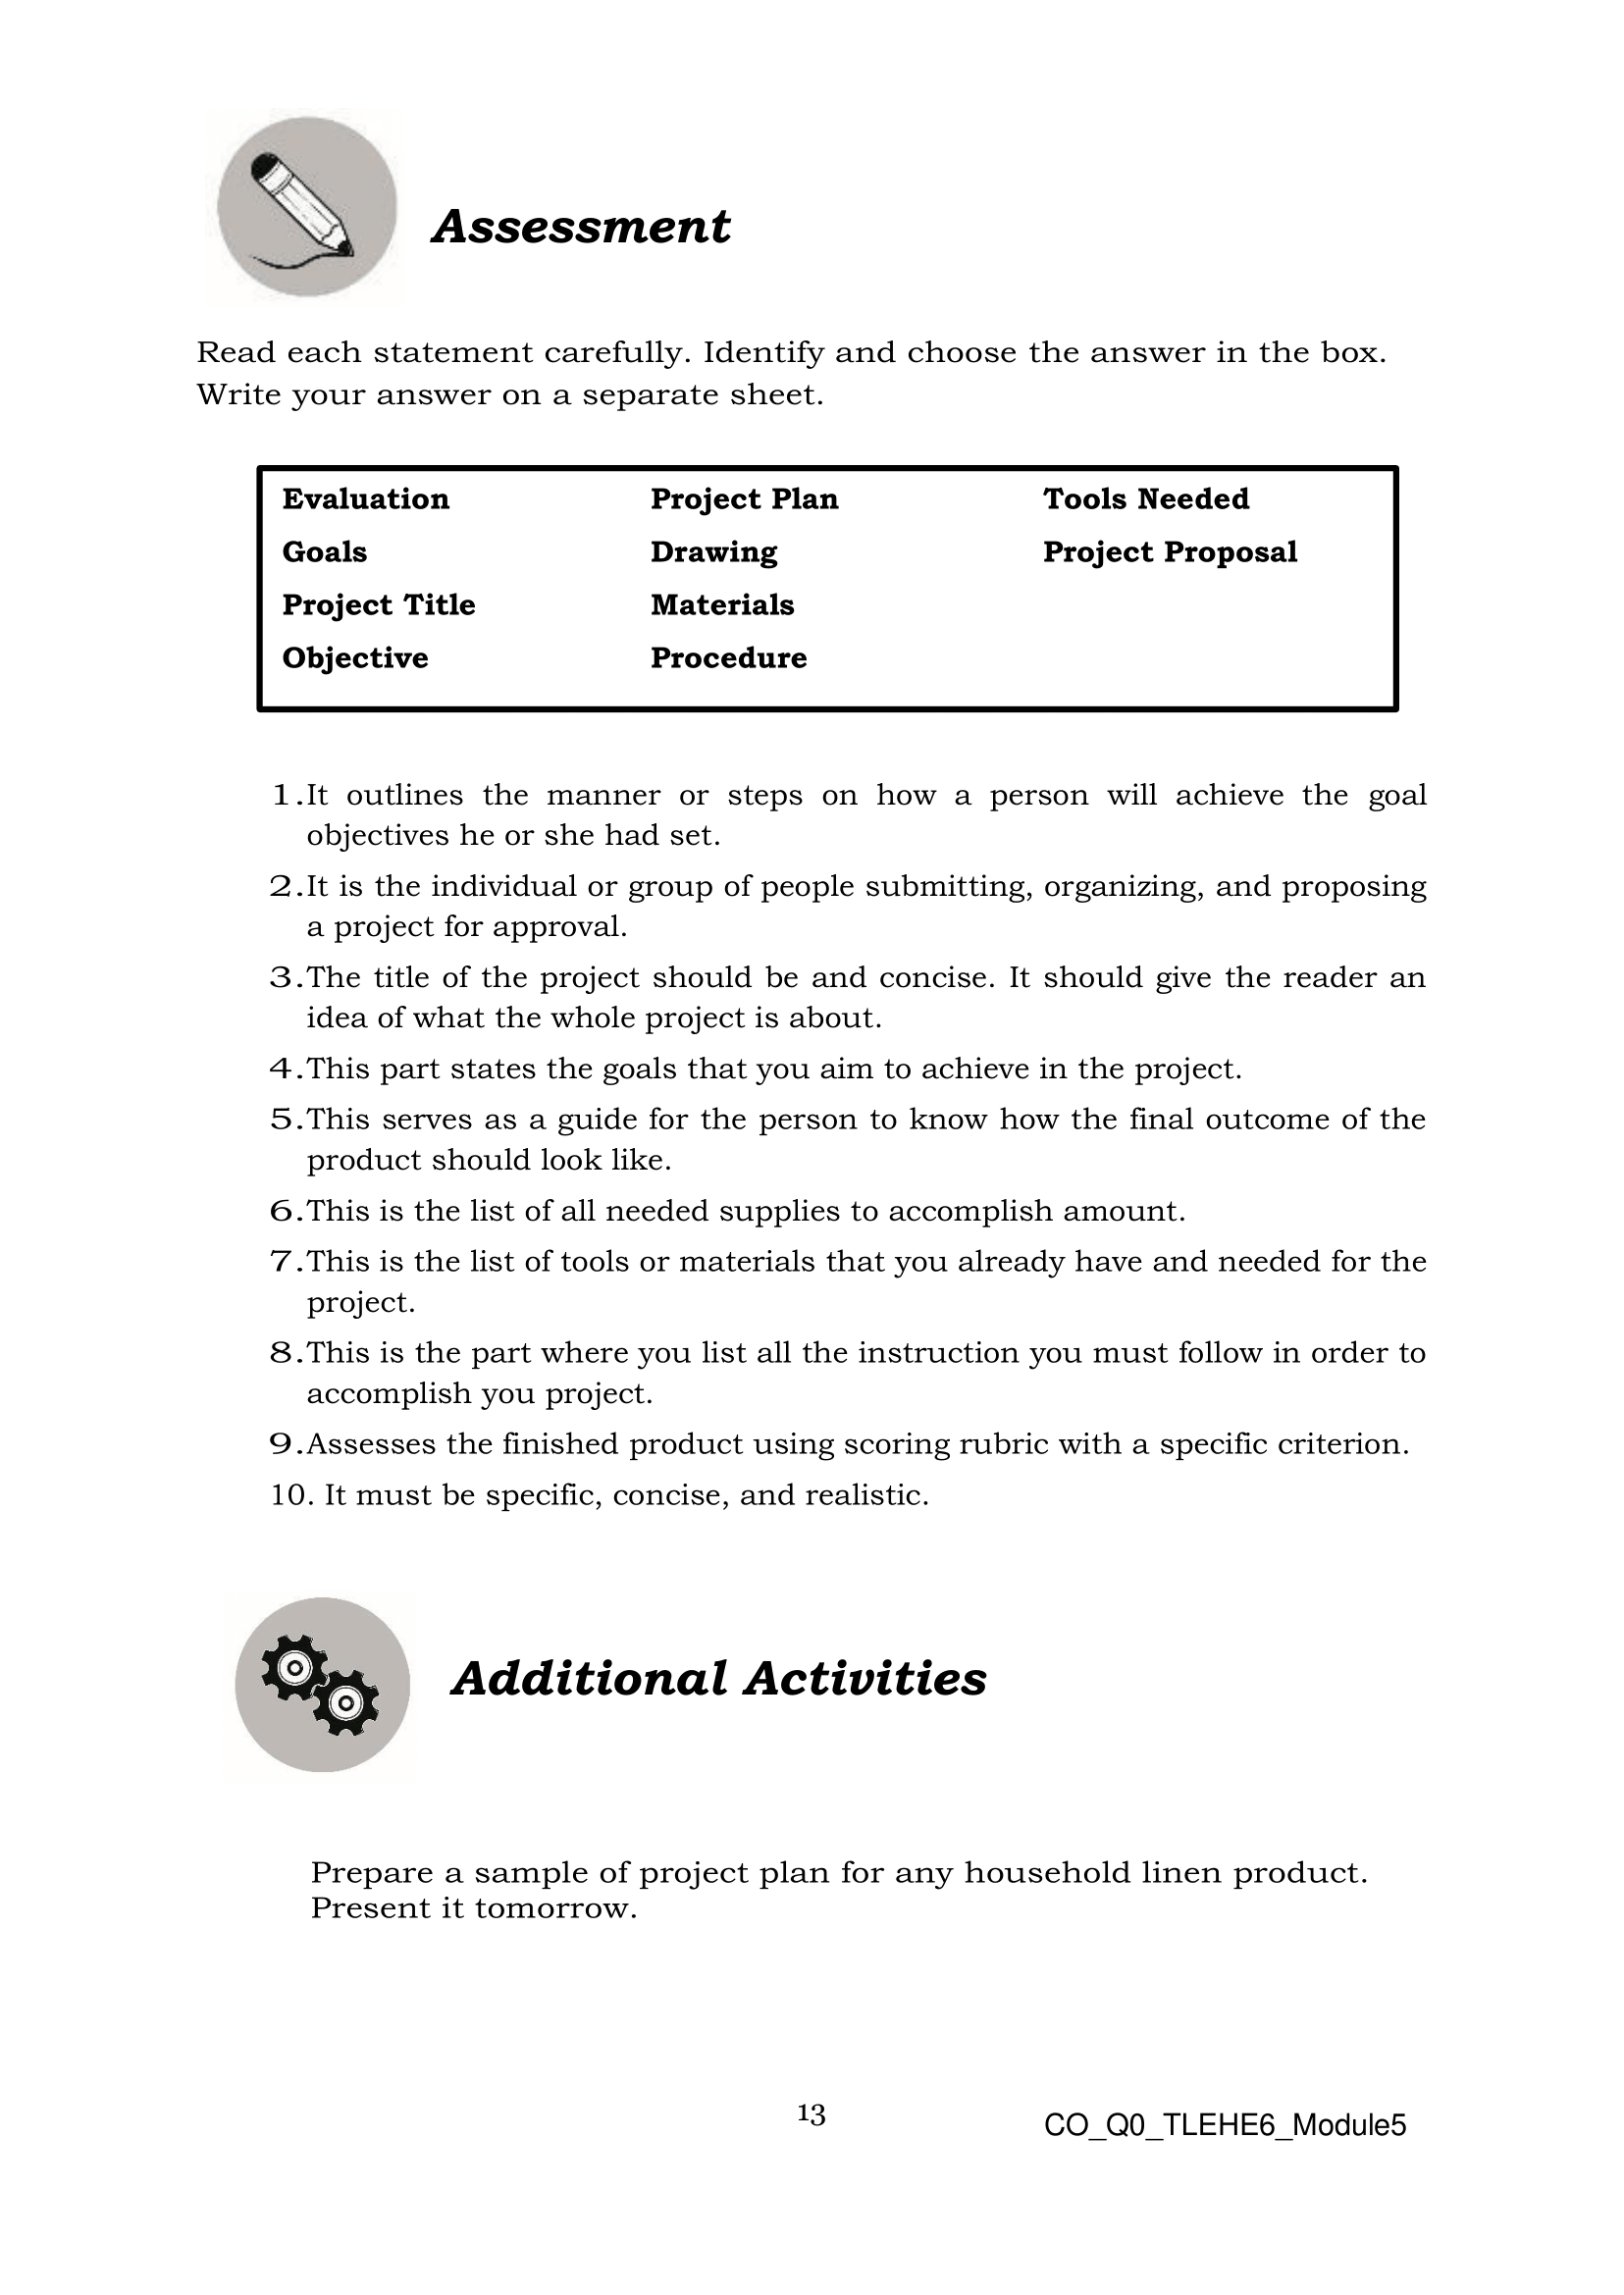 Assessment
Read each statement carefully. Identify and choose the answer in the box.
Write your answer on a separate sheet.
Evaluation Project Plan Tools Needed
Goals Drawing Project Proposal
Project Title Materials
Objective Procedure
1.It outlines the manner or steps on how a person will achieve the goal
objectives he or she had set.
2.It is the individual or group of people submitting, organizing, and proposing
a project for approval.
3.The title of the project should be and concise. It should give the reader an
idea of what the whole project is about.
4.This part states the goals that you aim to achieve in the project.
5.This serves as a guide for the person to know how the final outcome of the
product should look like.
6.This is the list of all needed supplies to accomplish amount.
7.This is the list of tools or materials that you already have and needed for the
project.
8.This is the part where you list all the instruction you must follow in order to
accomplish you project.
9.Assesses the finished product using scoring rubric with a specific criterion.
10. It must be specific, concise, and realistic.
Additional Activities
Prepare a sample of project plan for any household linen product.
Present it tomorrow.
13
CO_Q0_TLEHE6_Module5